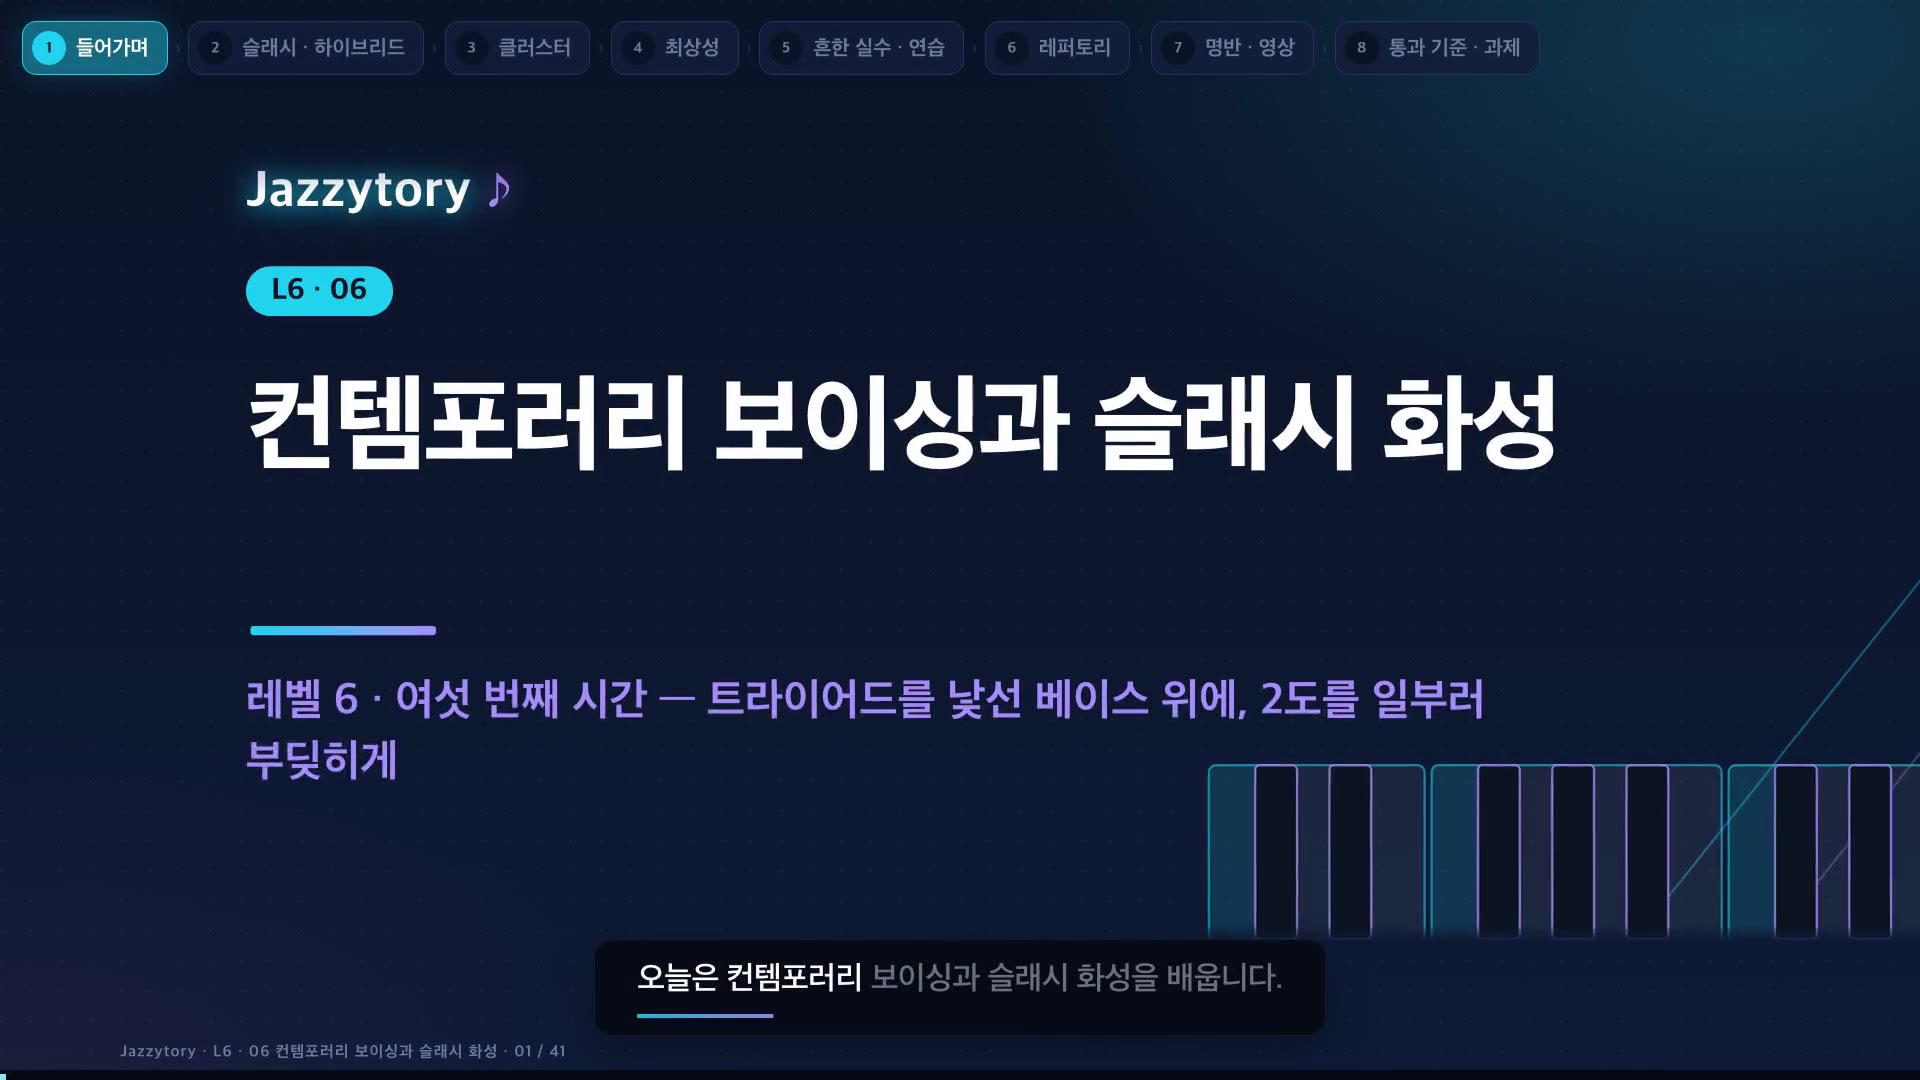 1 들어가며 › 2 슬래시 · 하이브리드 › 3 클러스터 › 4 최상성 › 5 흔한 실수 · 연습 › 6 레퍼토리 › 7 명반 · 영상 › 8 통과 기준 · 과제
Jazzytory ♪
L6 · 06
컨템포러리 보이싱과 슬래시 화성
레벨 6 · 여섯 번째 시간 — 트라이어드를 낯선 베이스 위에, 2도를 일부러
부딪히게
오늘은 컨템포러리 보이싱과 슬래시 화성을 배웁니다.
Jazzytory · L6 · 06 컨템포러리 보이싱과 슬래시 화성 · 01 / 41